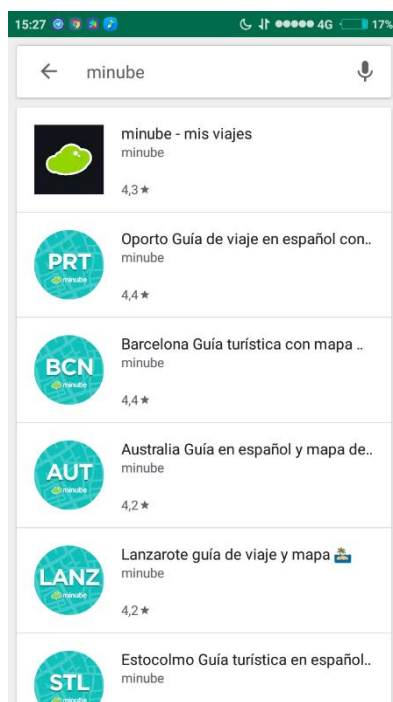 15:27 4G 17%
minube
minube - mis viajes
minube
4,3★
PRT
minube
Oporto Guía de viaje en español con..
minube
4,4★
BCN
minube
Barcelona Guía turística con mapa ..
minube
4,4★
AUT
minube
Australia Guía en español y mapa de..
minube
4,2★
LANZ
minube
Lanzarote guía de viaje y mapa 🏝️
minube
4,2★
STL
minube
Estocolmo Guía turística en español..
minube